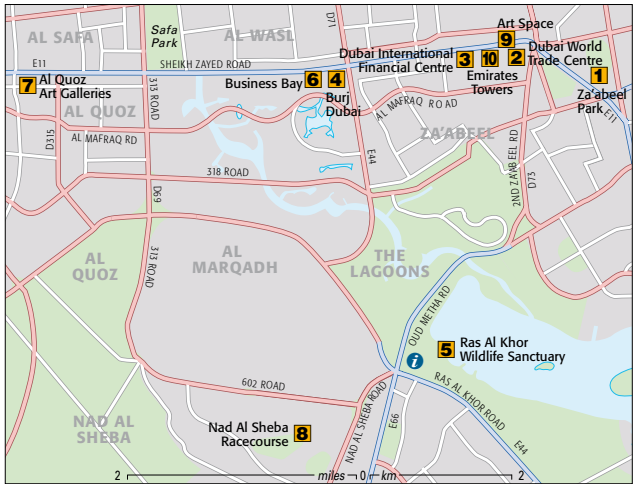 Safa
Park
AL SAFA
AL WASL
D71
Art Space
9
E11
SHEIKH ZAYED ROAD
Dubai International
Financial Centre
3
10
2
Dubai World
Trade Centre
Emirates
Towers
1
Za'abeel
Park
E11
7
Al Quoz
Art Galleries
Business Bay
6
4
Burj
Dubai
313 ROAD
AL QUOZ
AL MAFRAQ ROAD
ZA'ABEEL
D315
AL MAFRAQ RD
E44
2ND ZA'ABEEL RD
D73
318 ROAD
D69
313 ROAD
AL
QUOZ
AL
MARQADH
THE
LAGOONS
OUD METHA RD
5
Ras Al Khor
Wildlife Sanctuary
i
602 ROAD
RAS AL KHOR ROAD
NAD AL SHEBA ROAD
E66
E44
NAD AL
SHEBA
Nad Al Sheba
Racecourse
8
2 miles 0 km 2